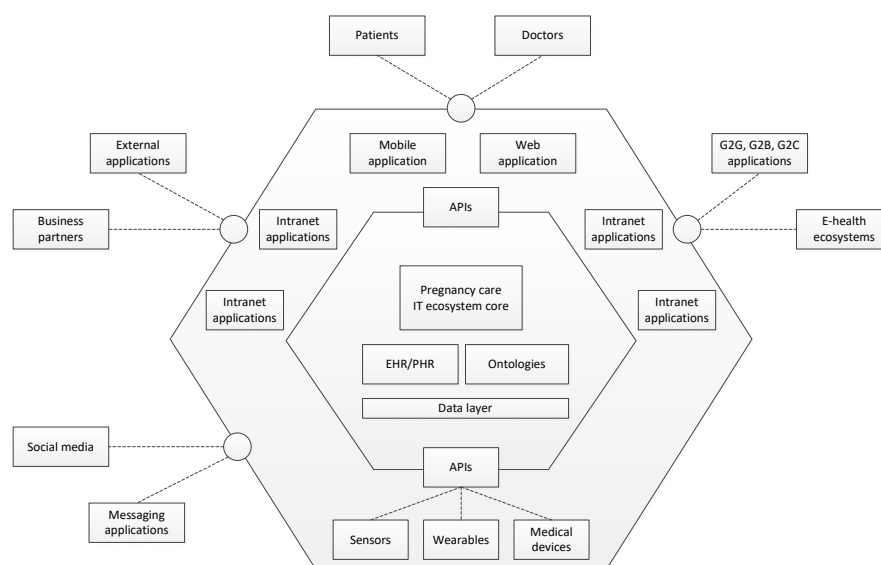 Patients
Doctors
External
applications
Mobile
application
Web
application
G2G, G2B, G2C
applications
Business
partners
Intranet
applications
APIs
Intranet
applications
E-health
ecosystems
Intranet
applications
Pregnancy care
IT ecosystem core
Intranet
applications
EHR/PHR
Ontologies
Data layer
Social media
APIs
Messaging
applications
Sensors
Wearables
Medical
devices